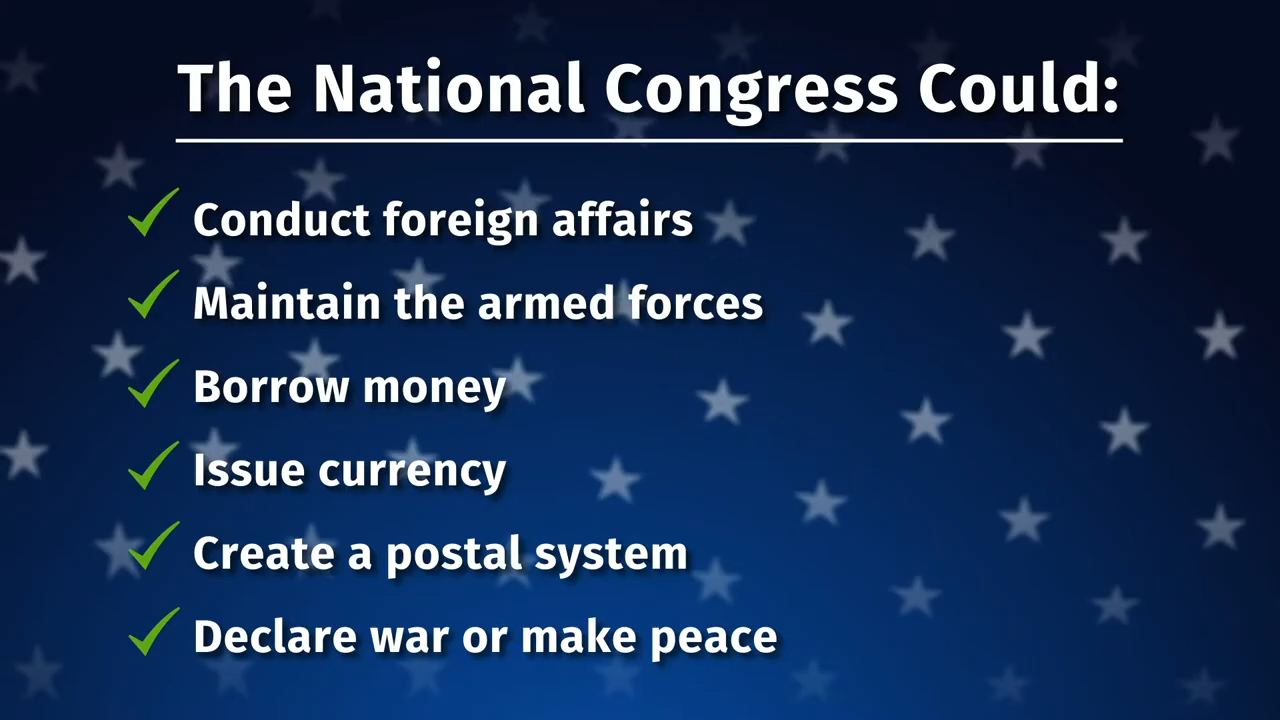 The National Congress Could:
Conduct foreign affairs
Maintain the armed forces
Borrow money
Issue currency
Create a postal system
Declare war or make peace